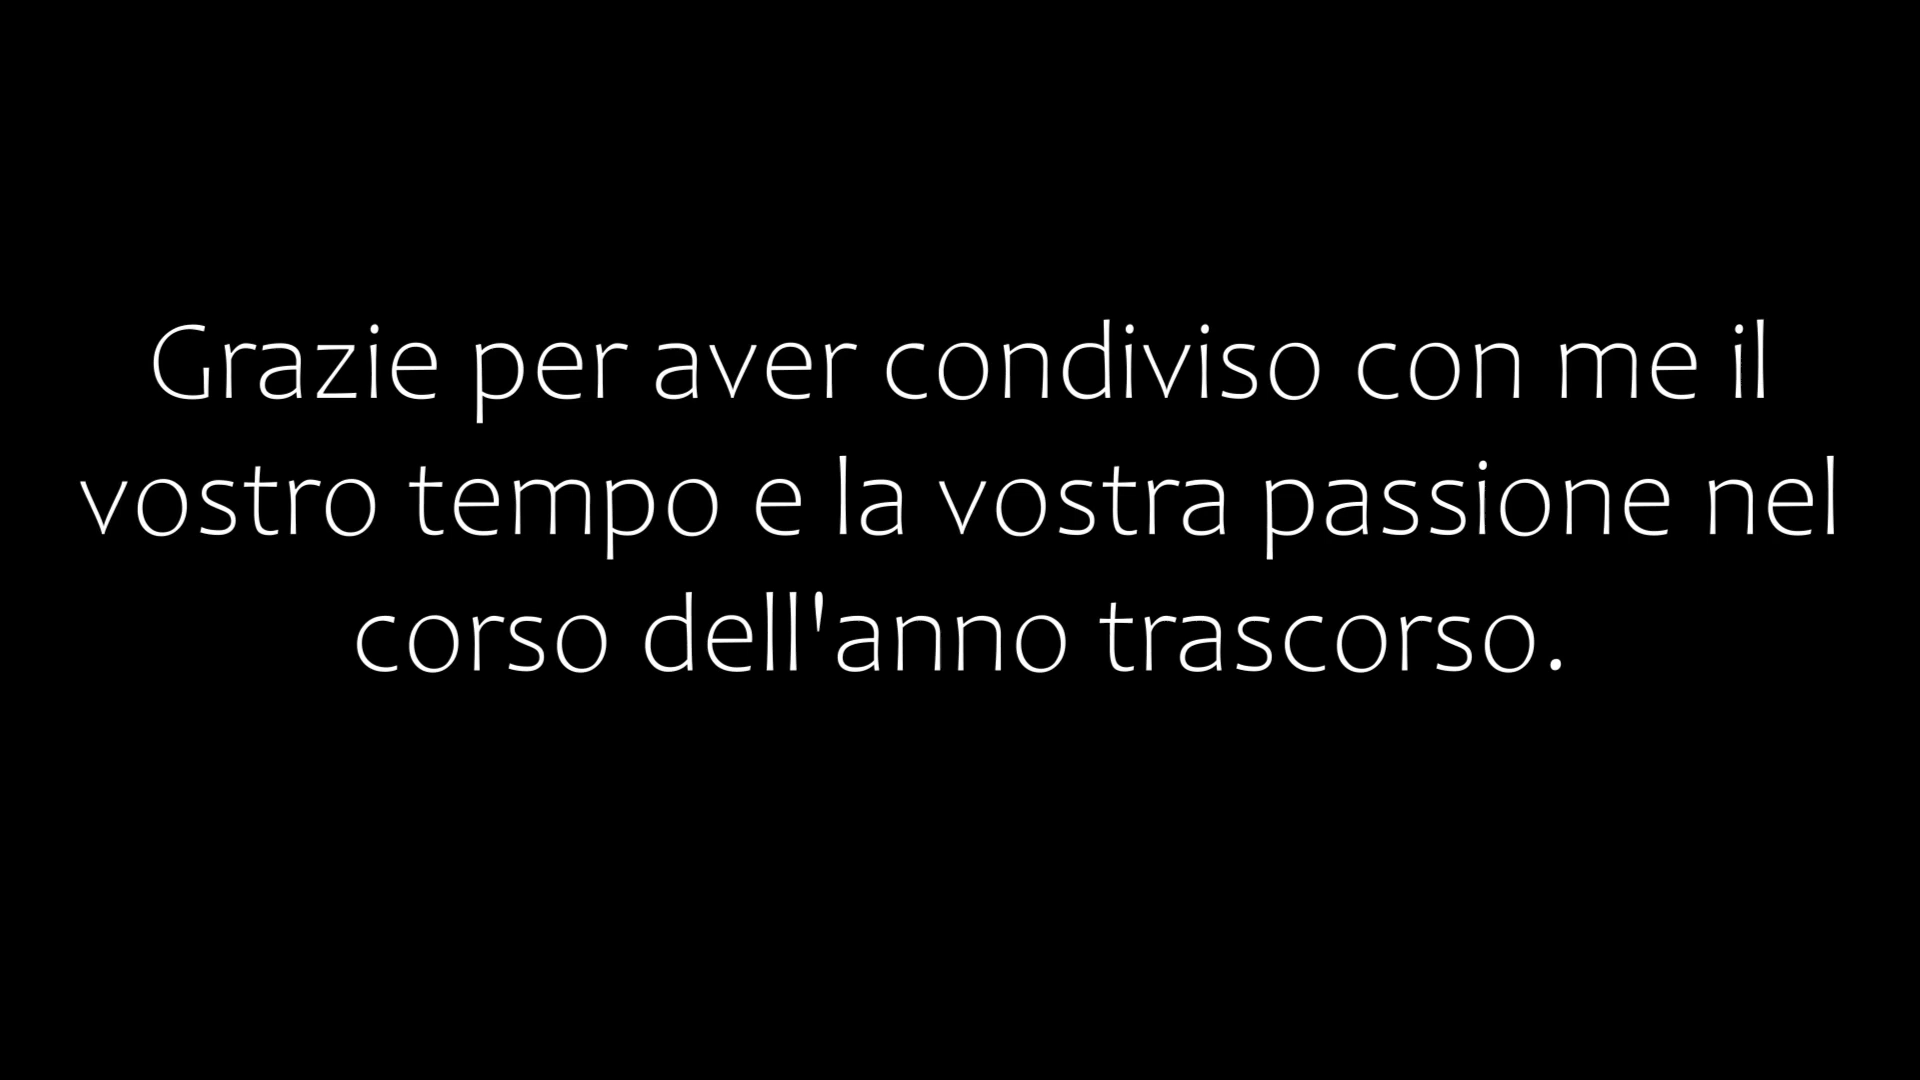 Grazie per aver condiviso con me il
vostro tempo e la vostra passione nel
corso dell'anno trascorso.